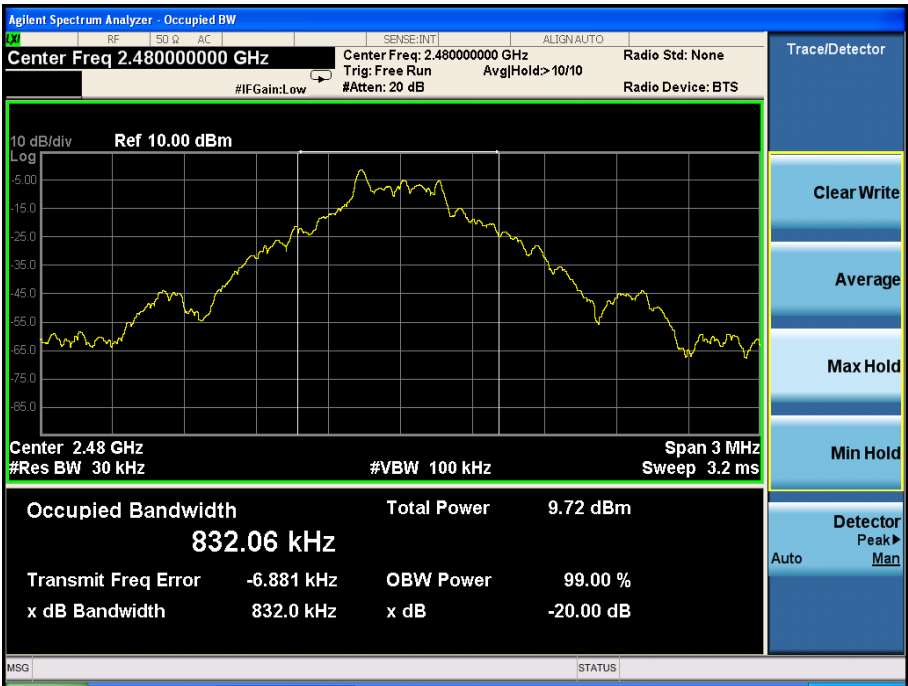 Agilent Spectrum Analyzer - Occupied BW
LXI RF 50 Ω AC SENSE:INT ALIGN AUTO
Center Freq 2.480000000 GHz
Center Freq: 2.480000000 GHz
Radio Std: None
Trig: Free Run Avg|Hold:> 10/10
#IFGain:Low
#Atten: 20 dB
Radio Device: BTS
Trace/Detector
10 dB/div Ref 10.00 dBm
Log
-5.00
-15.0
-25.0
-35.0
-45.0
-55.0
-65.0
-75.0
-85.0
Center 2.48 GHz Span 3 MHz
#Res BW 30 kHz #VBW 100 kHz Sweep 3.2 ms
Occupied Bandwidth Total Power 9.72 dBm
832.06 kHz
Transmit Freq Error -6.881 kHz OBW Power 99.00 %
x dB Bandwidth 832.0 kHz x dB -20.00 dB
Clear Write
Average
Max Hold
Min Hold
Detector
Peak▶
Auto Man
MSG STATUS